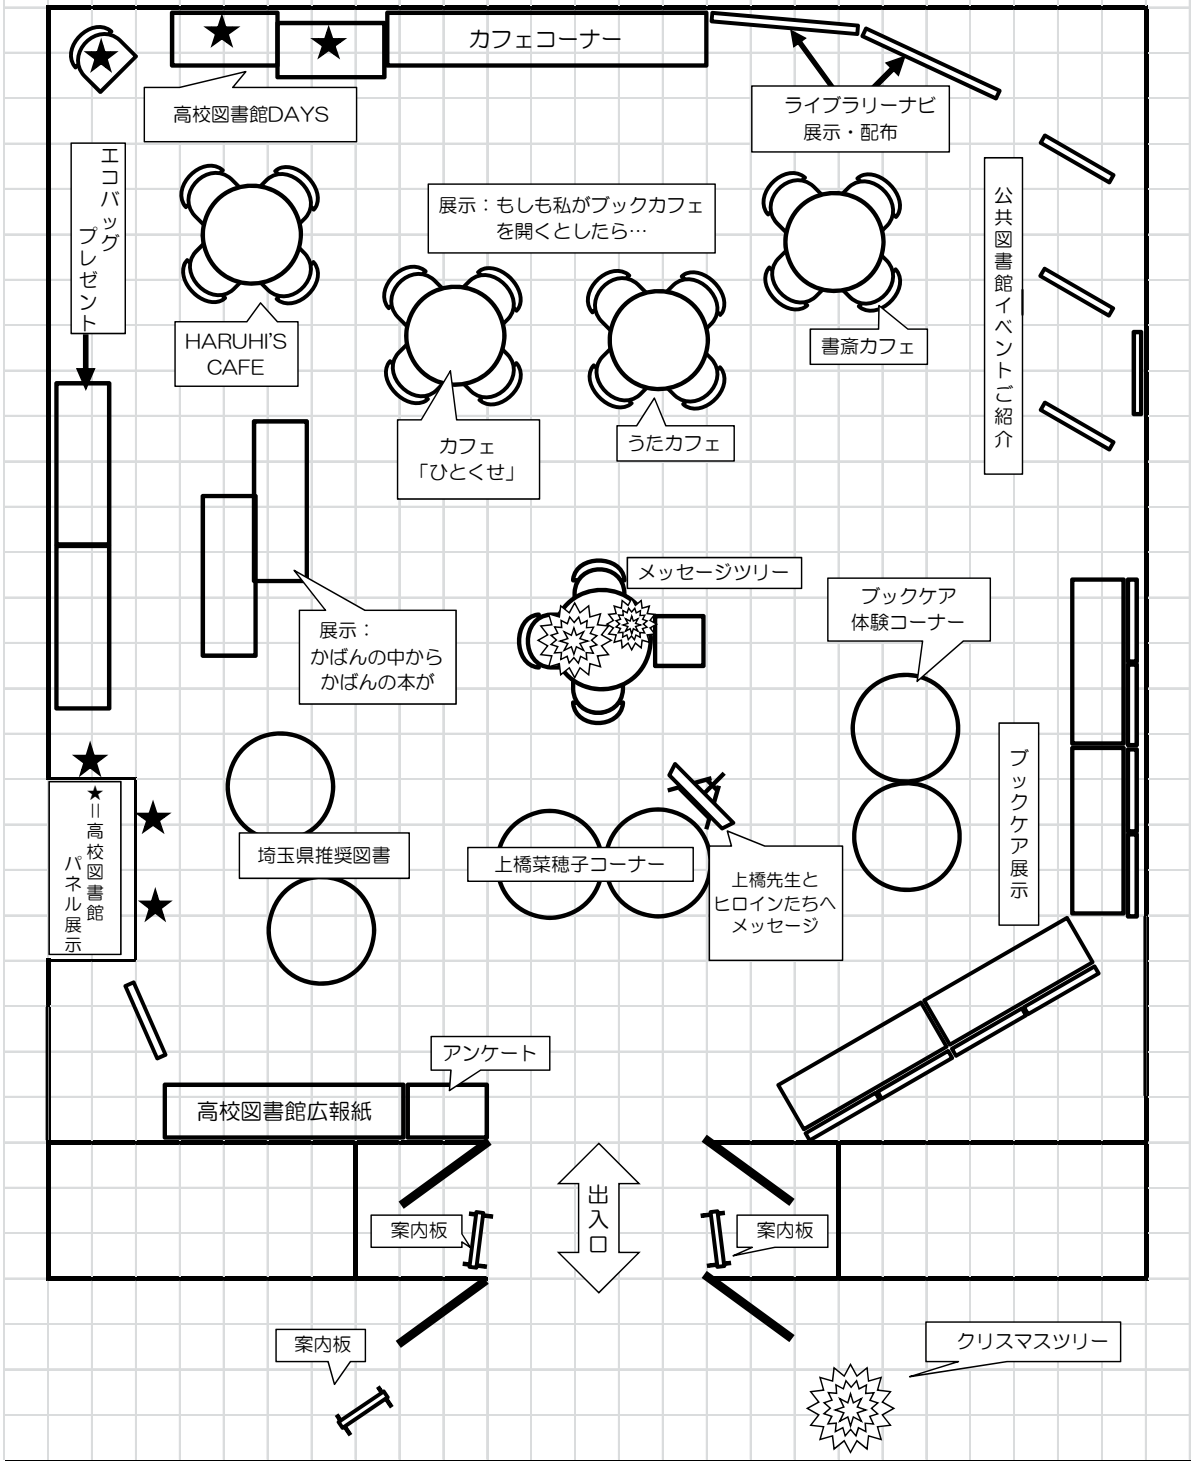 カフェコーナー
高校図書館DAYS
ライブラリーナビ
展示・配布
エコバッグ
プレゼント
展示：もしも私がブックカフェ
を開くとしたら…
公共図書館イベントご紹介
HARUHI'S
CAFE
書斎カフェ
カフェ
「ひとくせ」
うたカフェ
メッセージツリー
ブックケア
体験コーナー
展示：
かばんの中から
かばんの本が
ブックケア展示
★＝高校図書館
パネル展示
埼玉県推奨図書
上橋菜穂子コーナー
上橋先生と
ヒロインたちへ
メッセージ
アンケート
高校図書館広報紙
出入口
案内板
案内板
案内板
クリスマスツリー